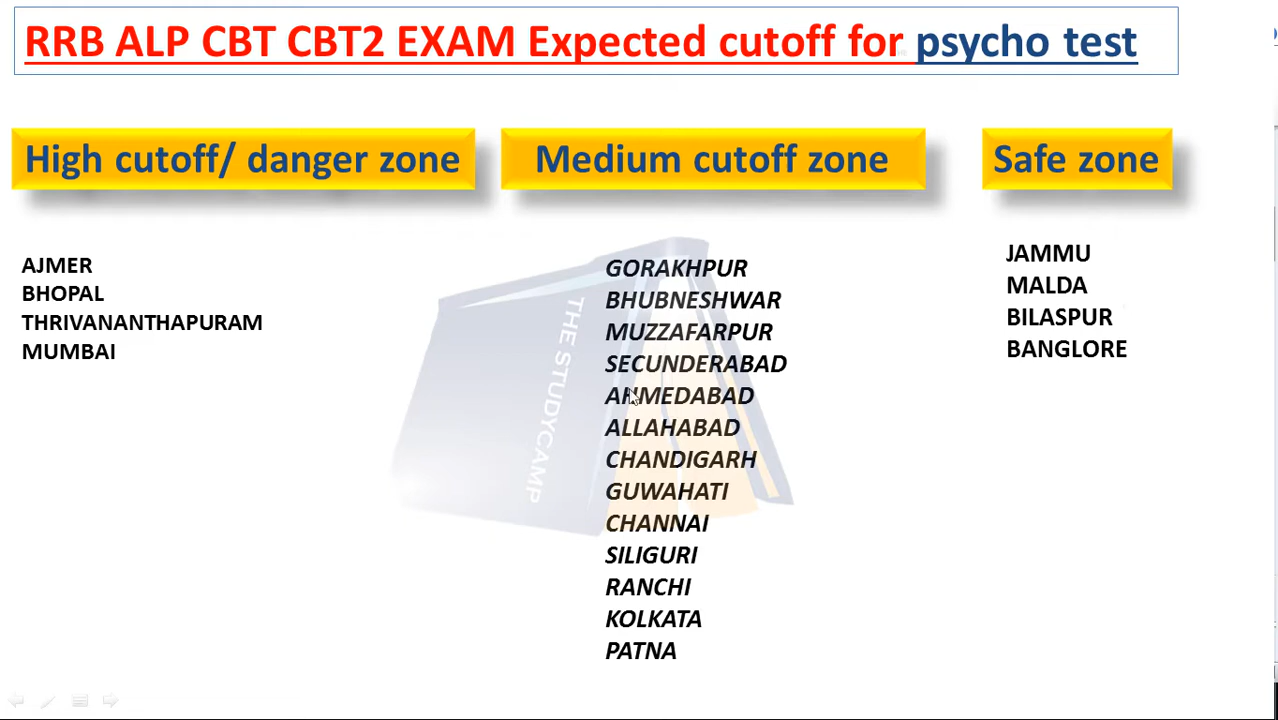 RRB ALP CBT CBT2 EXAM Expected cutoff for psycho test
High cutoff/ danger zone
AJMER
BHOPAL
THRIVANANTHAPURAM
MUMBAI
Medium cutoff zone
GORAKHPUR
BHUBNESHWAR
MUZZAFARPUR
SECUNDERABAD
AHMEDABAD
ALLAHABAD
CHANDIGARH
GUWAHATI
CHANNAI
SILIGURI
RANCHI
KOLKATA
PATNA
Safe zone
JAMMU
MALDA
BILASPUR
BANGLORE
THE STUDYCAMP